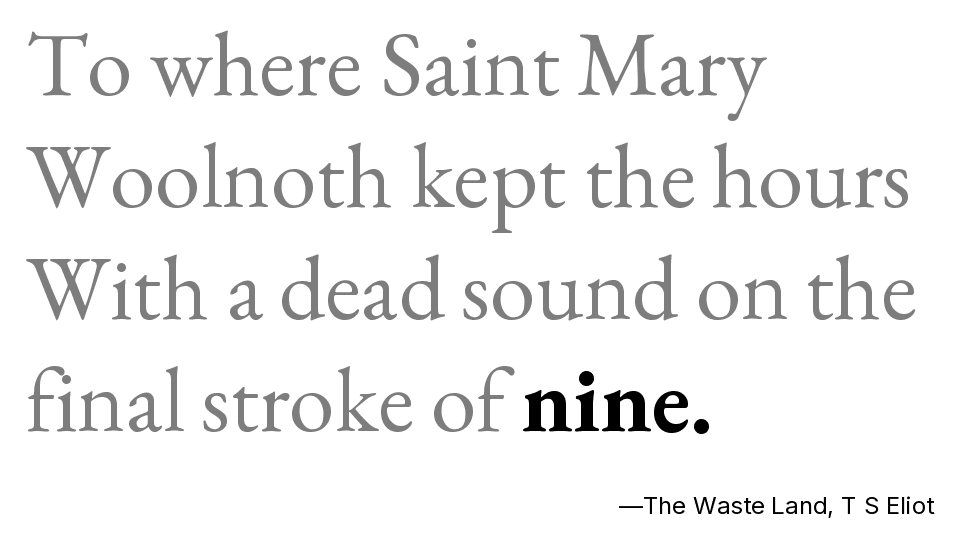 To where Saint Mary
Woolnoth kept the hours
With a dead sound on the
final stroke of nine.
—The Waste Land, T S Eliot